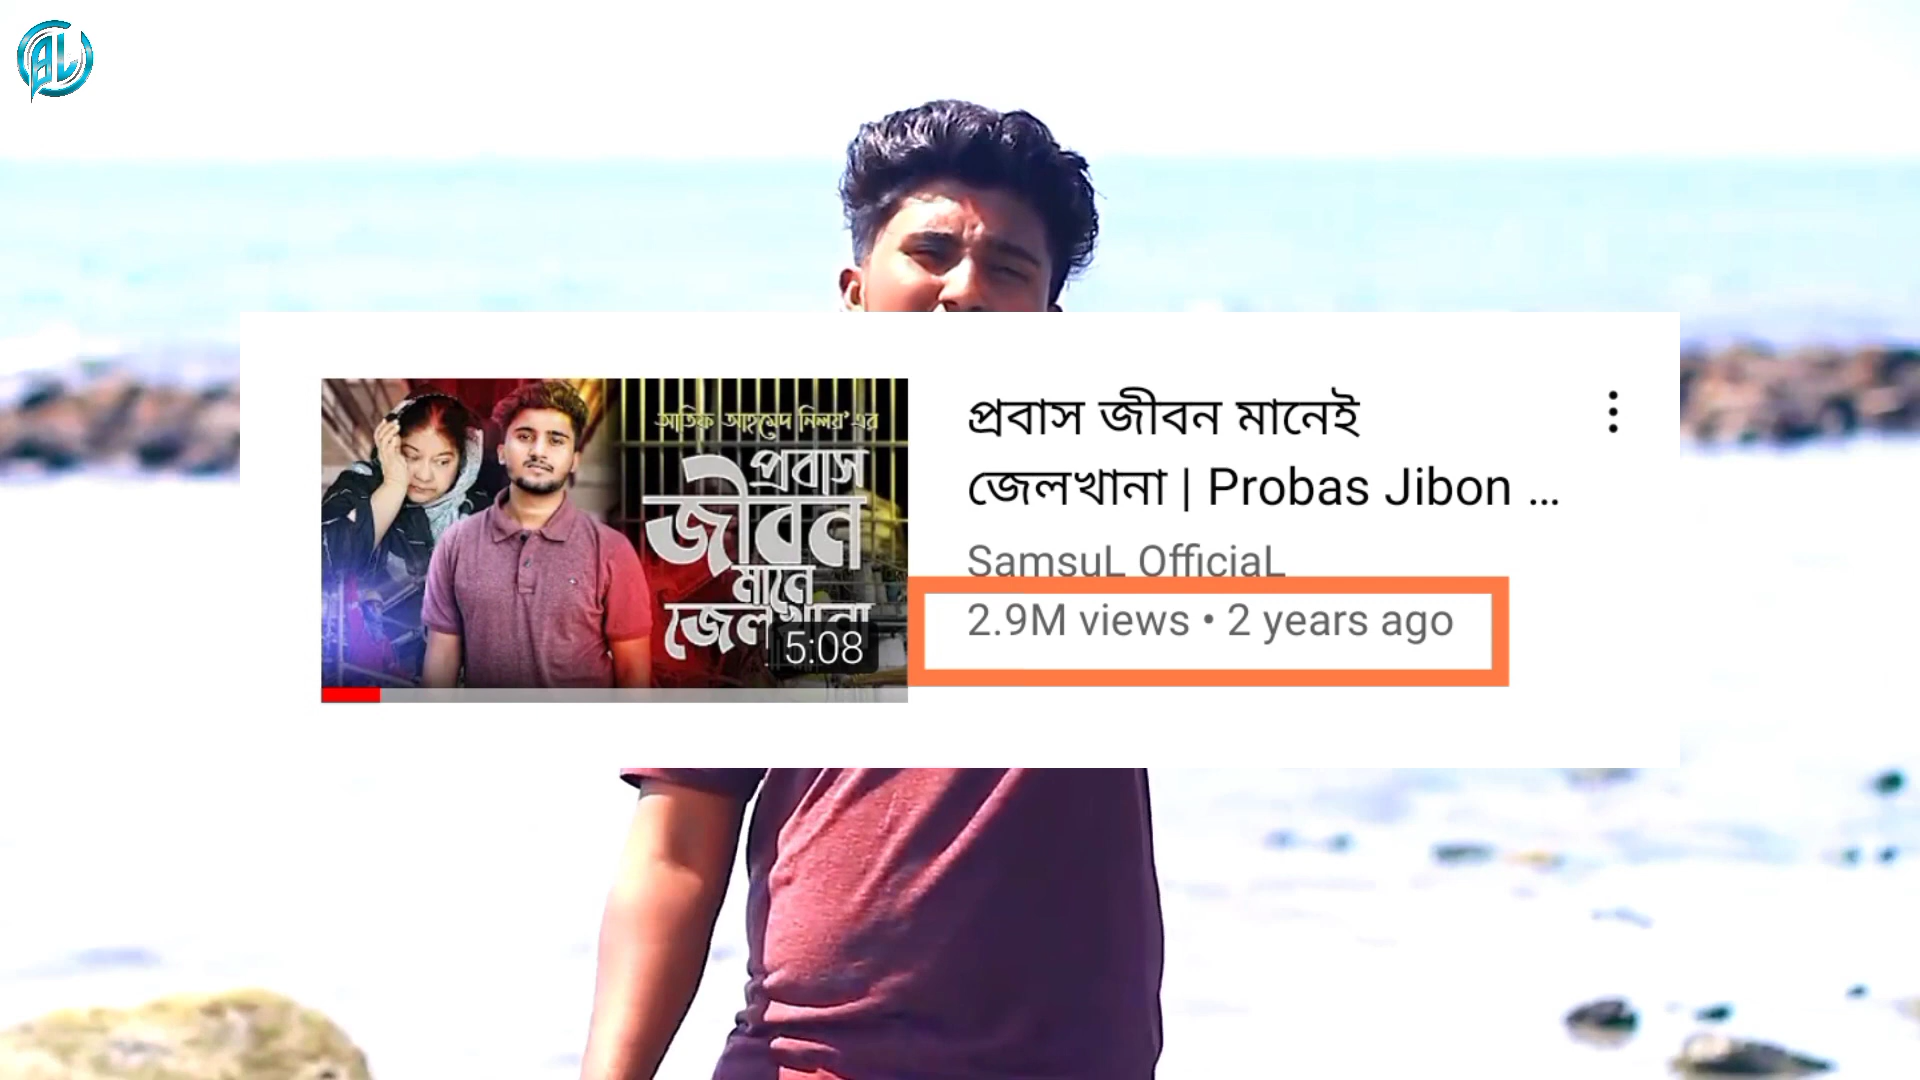 আতিফ আহমেদ নিলয়'এর
প্রবাস
জীবন
মানে
জেলখানা
5:08
প্রবাস জীবন মানেই
জেলখানা | Probas Jibon ...
SamsuL OfficiaL
2.9M views • 2 years ago